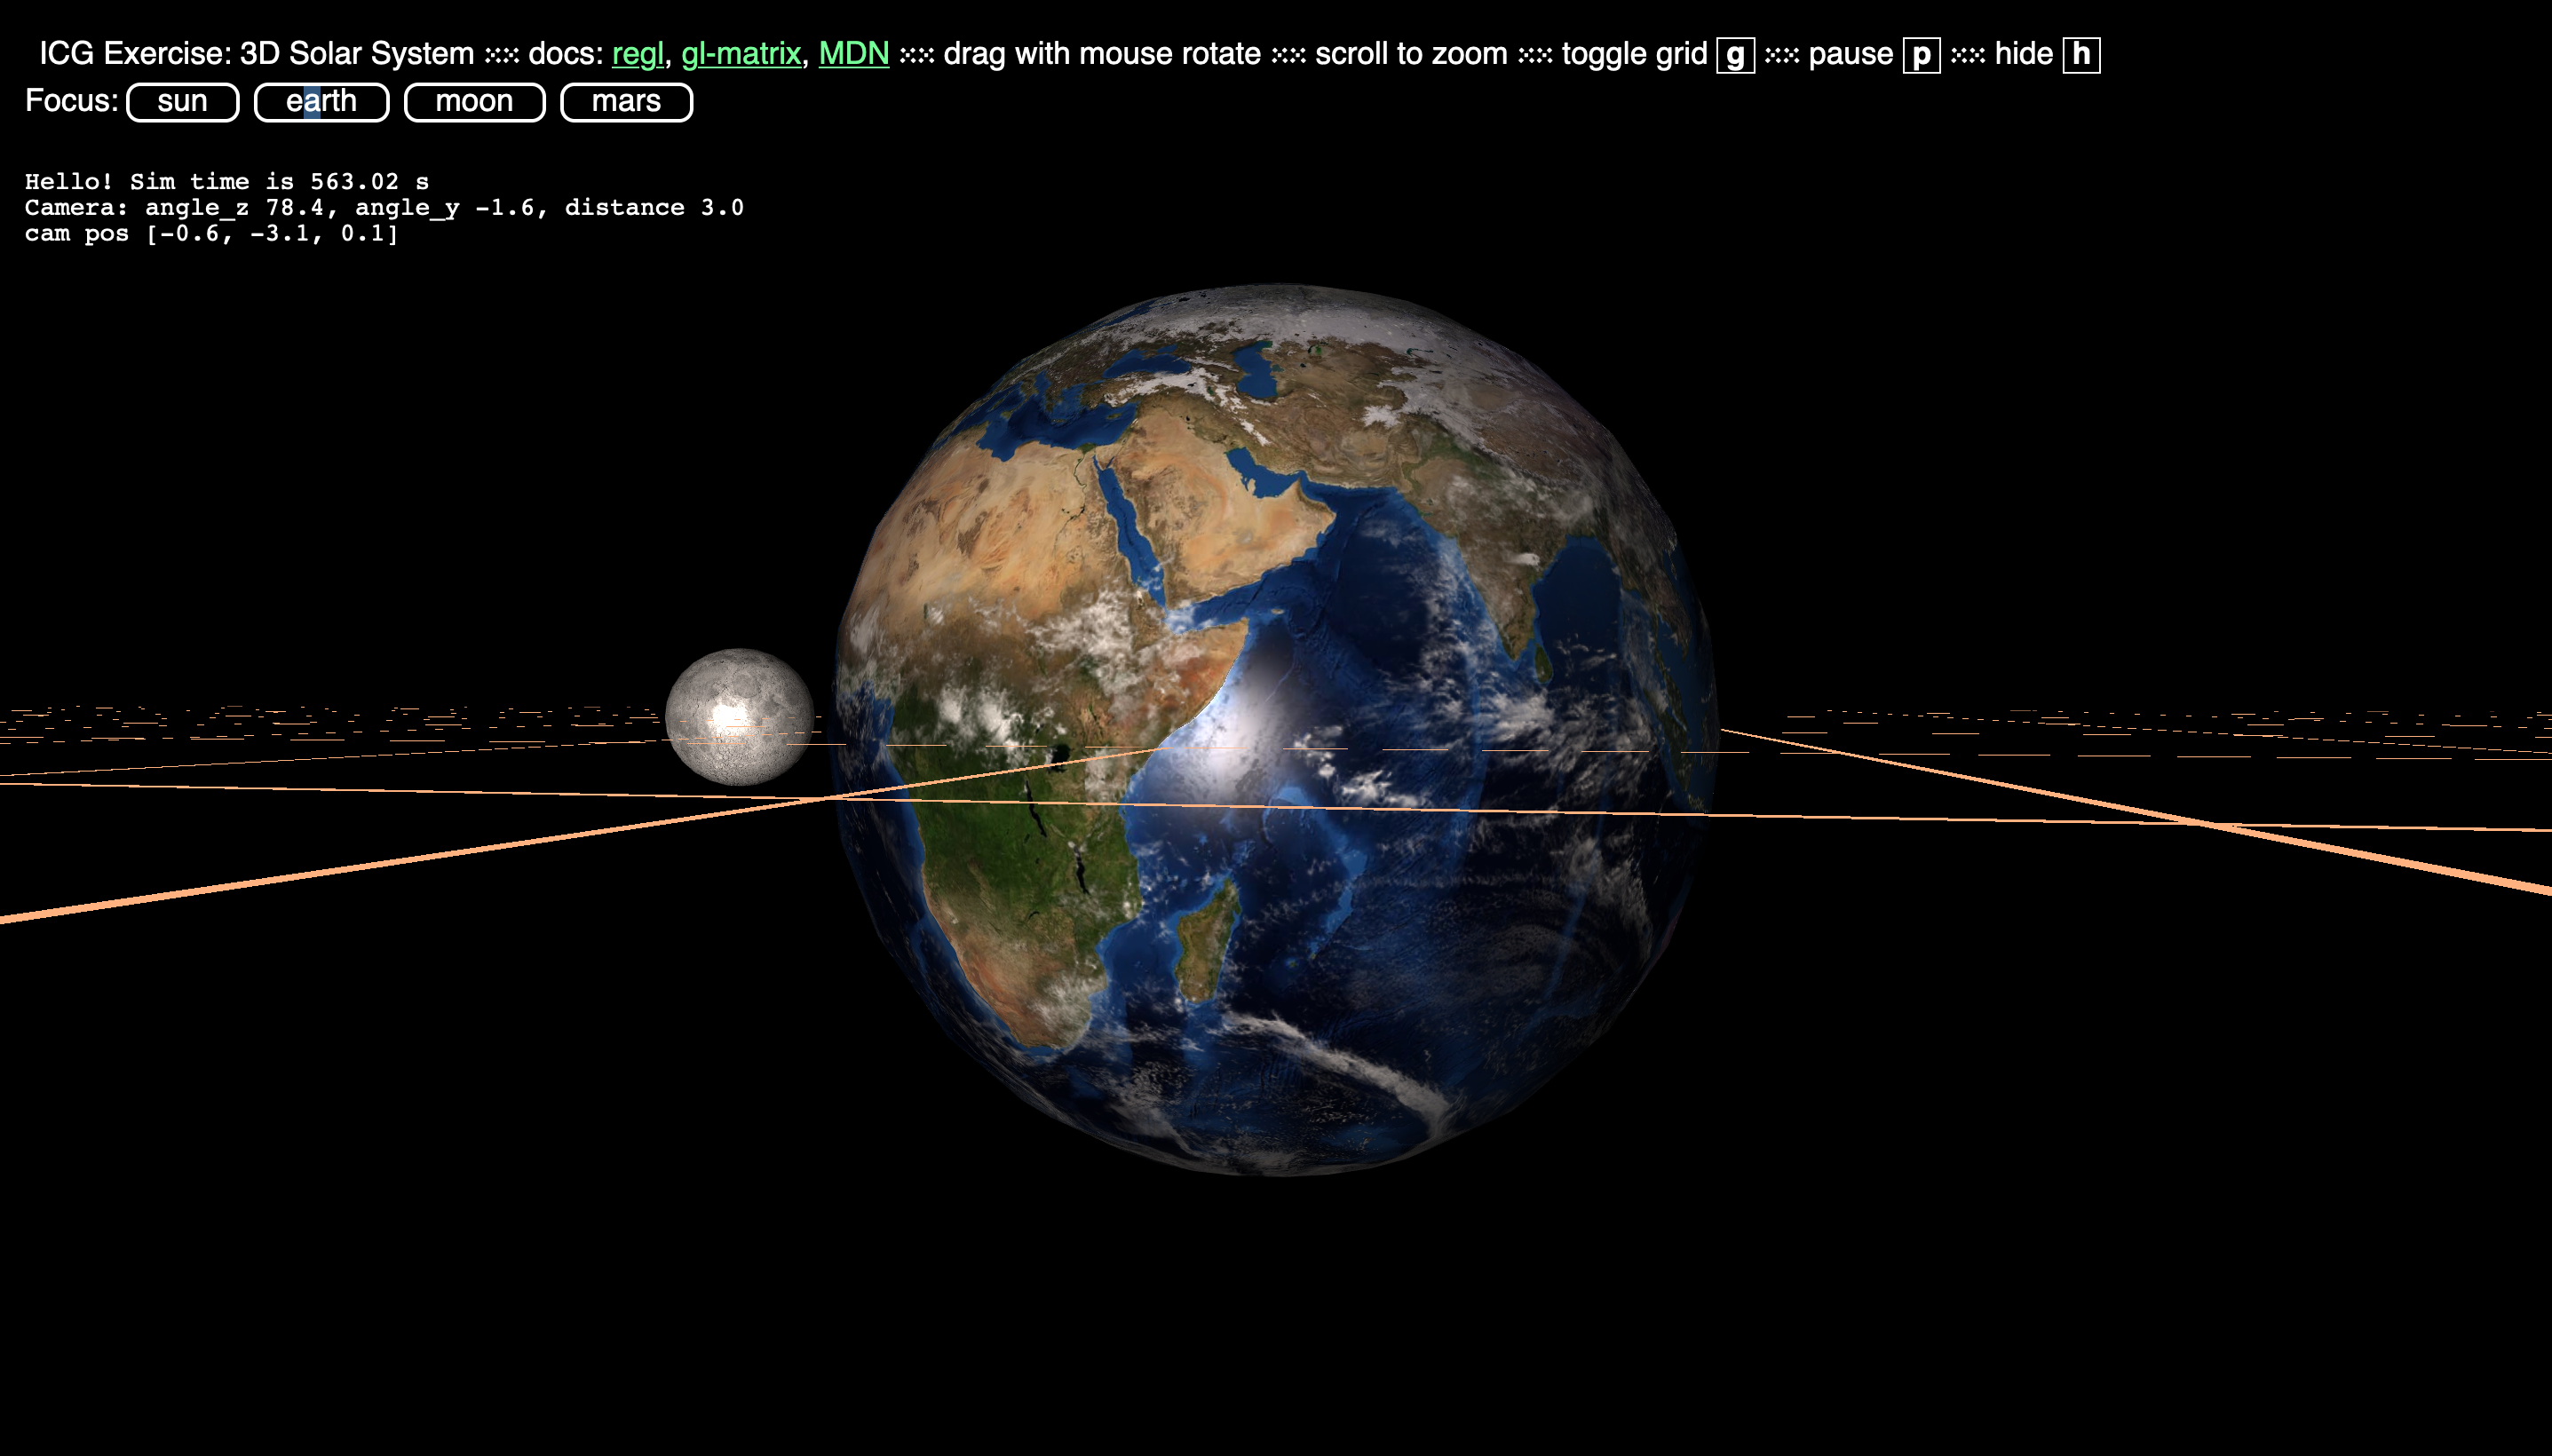 ICG Exercise: 3D Solar System ⁙⁙ docs: regl, gl-matrix, MDN ⁙⁙ drag with mouse rotate ⁙⁙ scroll to zoom ⁙⁙ toggle grid g ⁙⁙ pause p ⁙⁙ hide h
Focus: sun earth moon mars
Hello! Sim time is 563.02 s
Camera: angle_z 78.4, angle_y -1.6, distance 3.0
cam pos [-0.6, -3.1, 0.1]